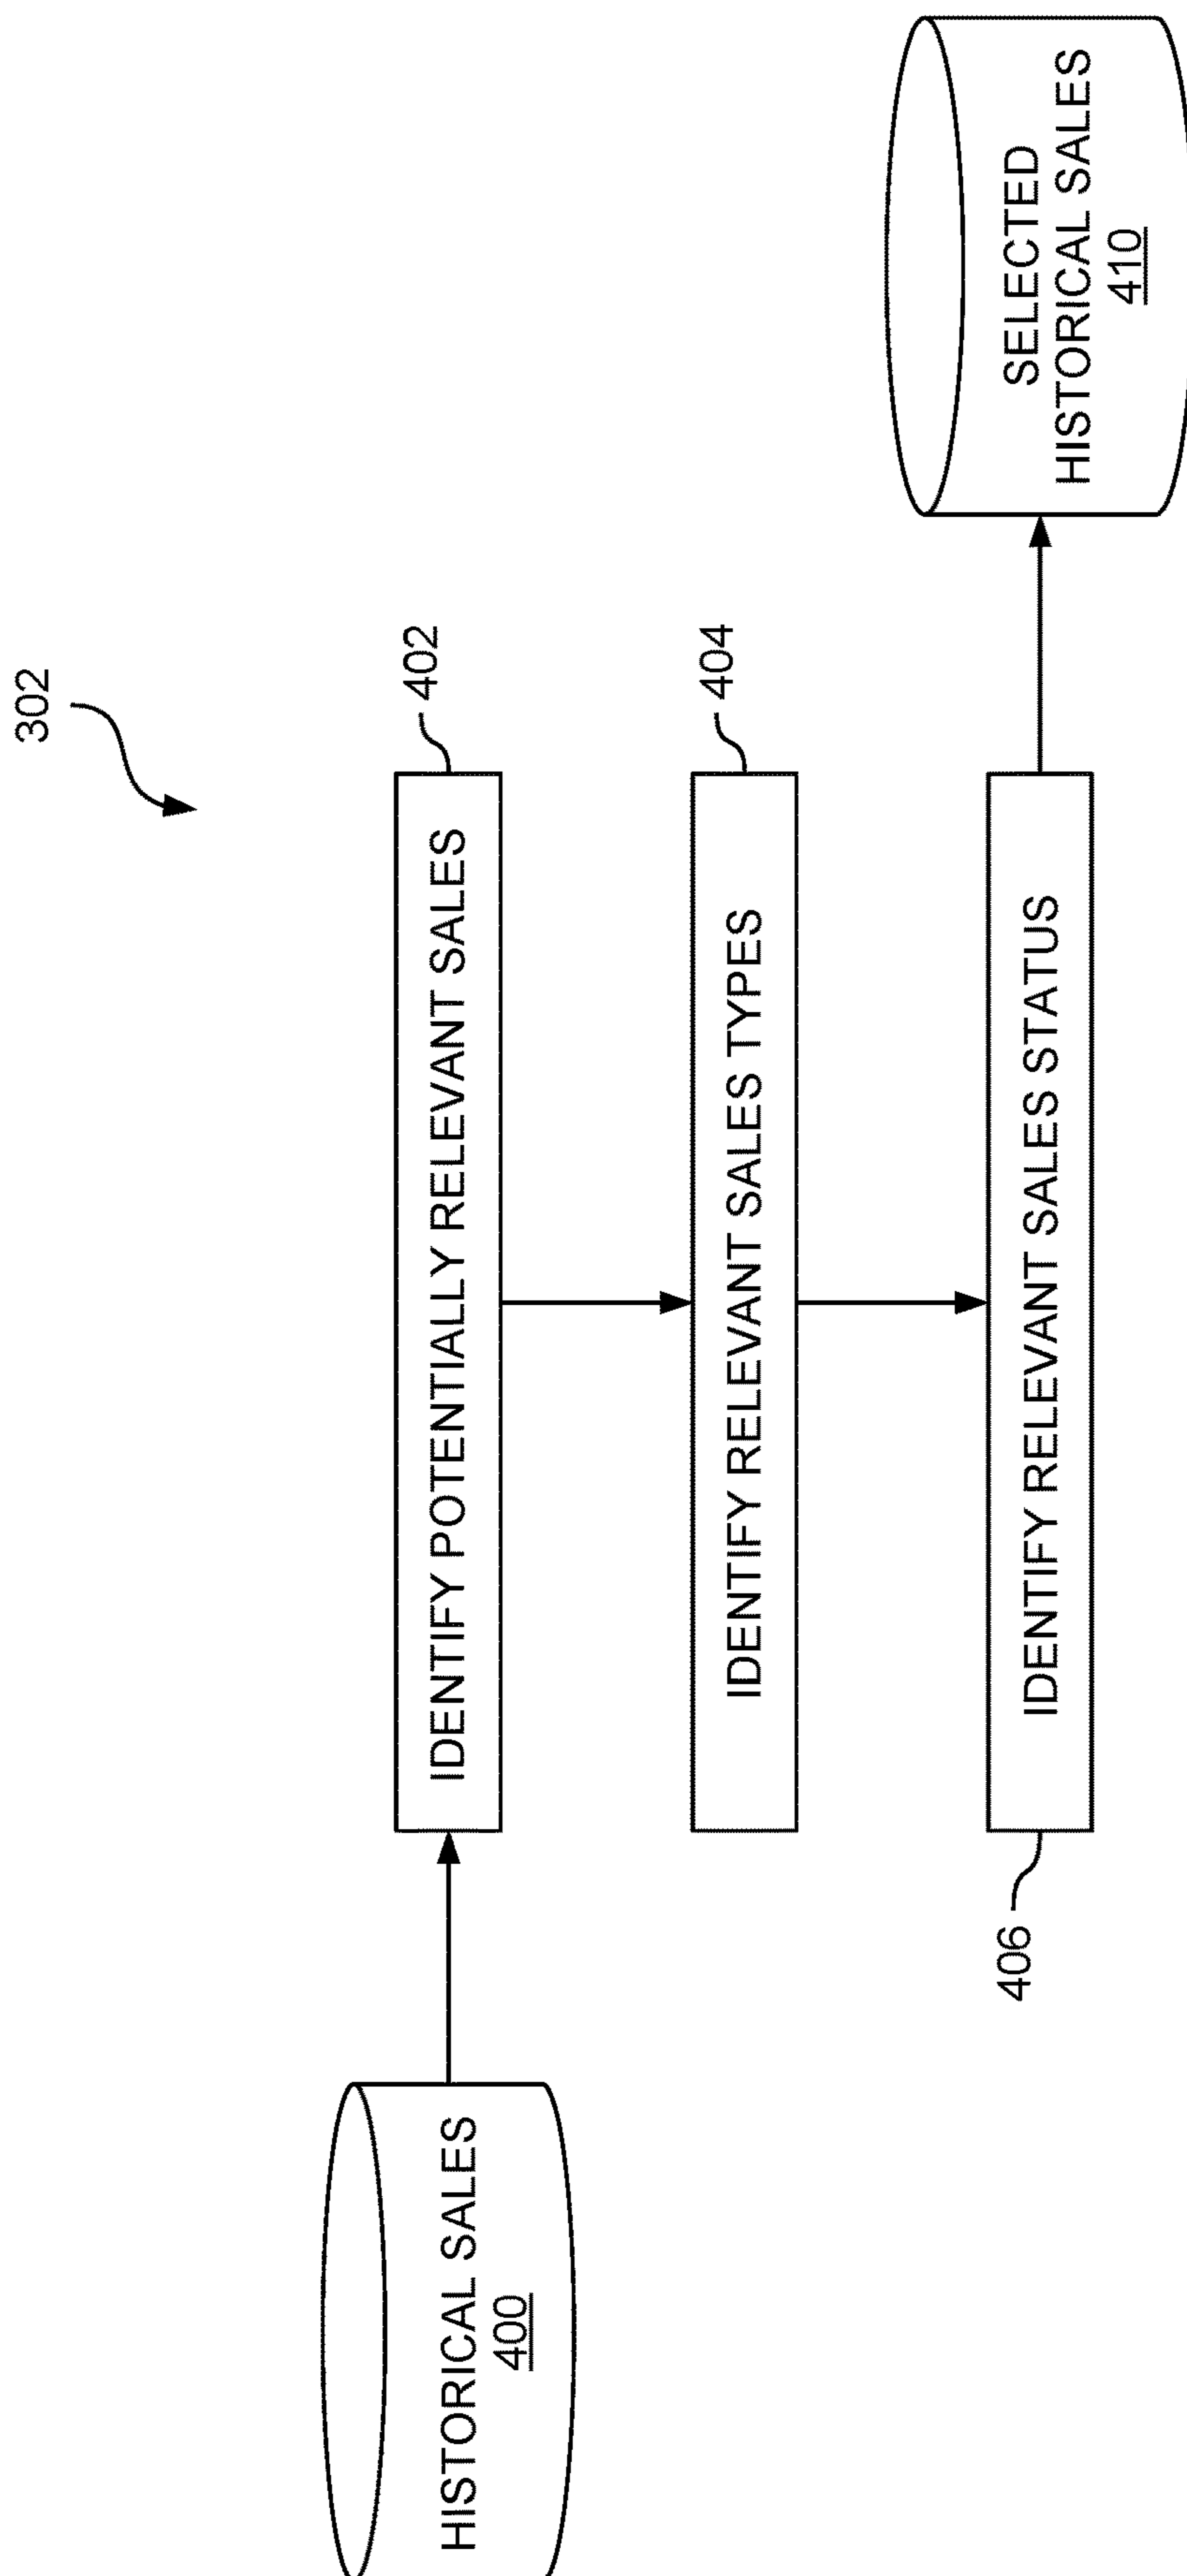 302
HISTORICAL SALES
400
IDENTIFY POTENTIALLY RELEVANT SALES
402
IDENTIFY RELEVANT SALES TYPES
404
IDENTIFY RELEVANT SALES STATUS
406
SELECTED
HISTORICAL SALES
410